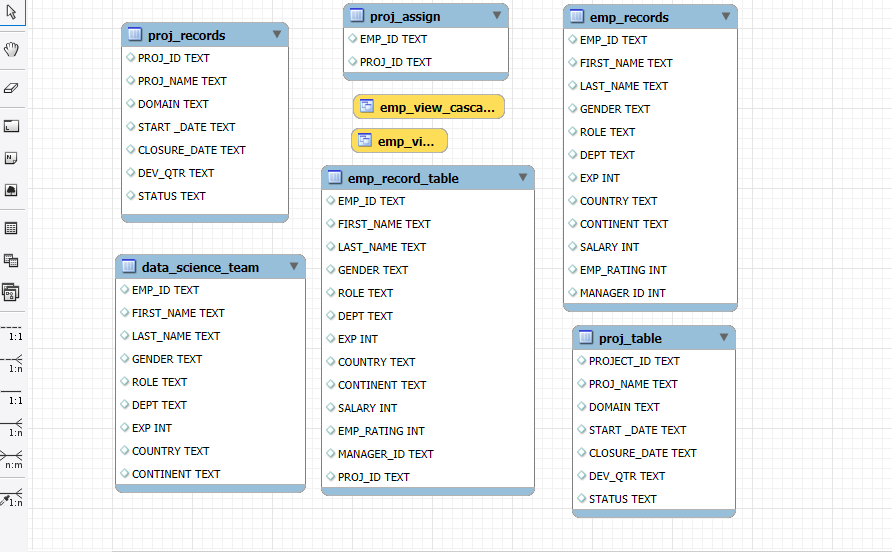 proj_records
PROJ_ID TEXT
PROJ_NAME TEXT
DOMAIN TEXT
START _DATE TEXT
CLOSURE_DATE TEXT
DEV_QTR TEXT
STATUS TEXT
proj_assign
EMP_ID TEXT
PROJ_ID TEXT
emp_view_casca...
emp_vi...
emp_records
EMP_ID TEXT
FIRST_NAME TEXT
LAST_NAME TEXT
GENDER TEXT
ROLE TEXT
DEPT TEXT
EXP INT
COUNTRY TEXT
CONTINENT TEXT
SALARY INT
EMP_RATING INT
MANAGER ID INT
data_science_team
EMP_ID TEXT
FIRST_NAME TEXT
LAST_NAME TEXT
GENDER TEXT
ROLE TEXT
DEPT TEXT
EXP INT
COUNTRY TEXT
CONTINENT TEXT
emp_record_table
EMP_ID TEXT
FIRST_NAME TEXT
LAST_NAME TEXT
GENDER TEXT
ROLE TEXT
DEPT TEXT
EXP INT
COUNTRY TEXT
CONTINENT TEXT
SALARY INT
EMP_RATING INT
MANAGER_ID TEXT
PROJ_ID TEXT
proj_table
PROJECT_ID TEXT
PROJ_NAME TEXT
DOMAIN TEXT
START _DATE TEXT
CLOSURE_DATE TEXT
DEV_QTR TEXT
STATUS TEXT
1:1
1:n
1:1
1:n
n:m
1:n